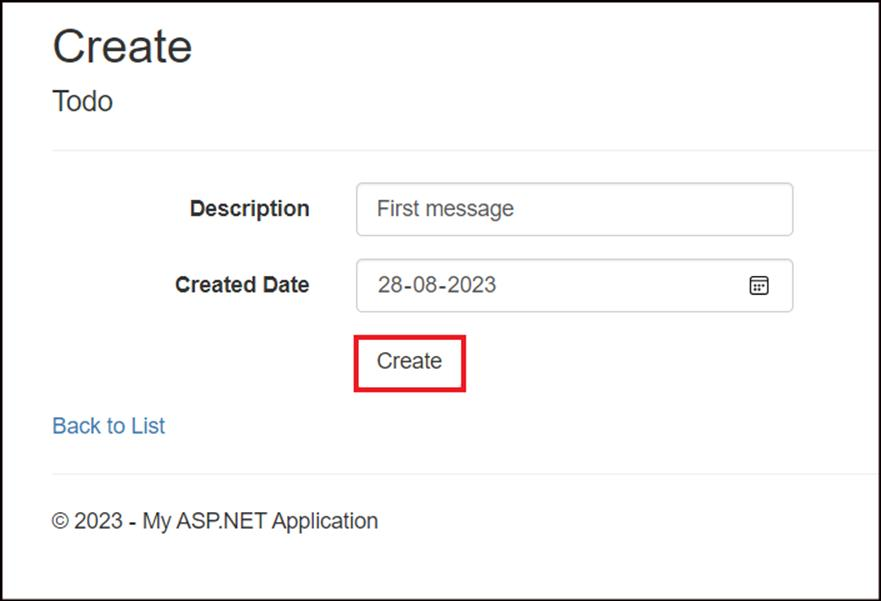 Create
Todo
Description First message
Created Date 28-08-2023
Create
Back to List
© 2023 - My ASP.NET Application